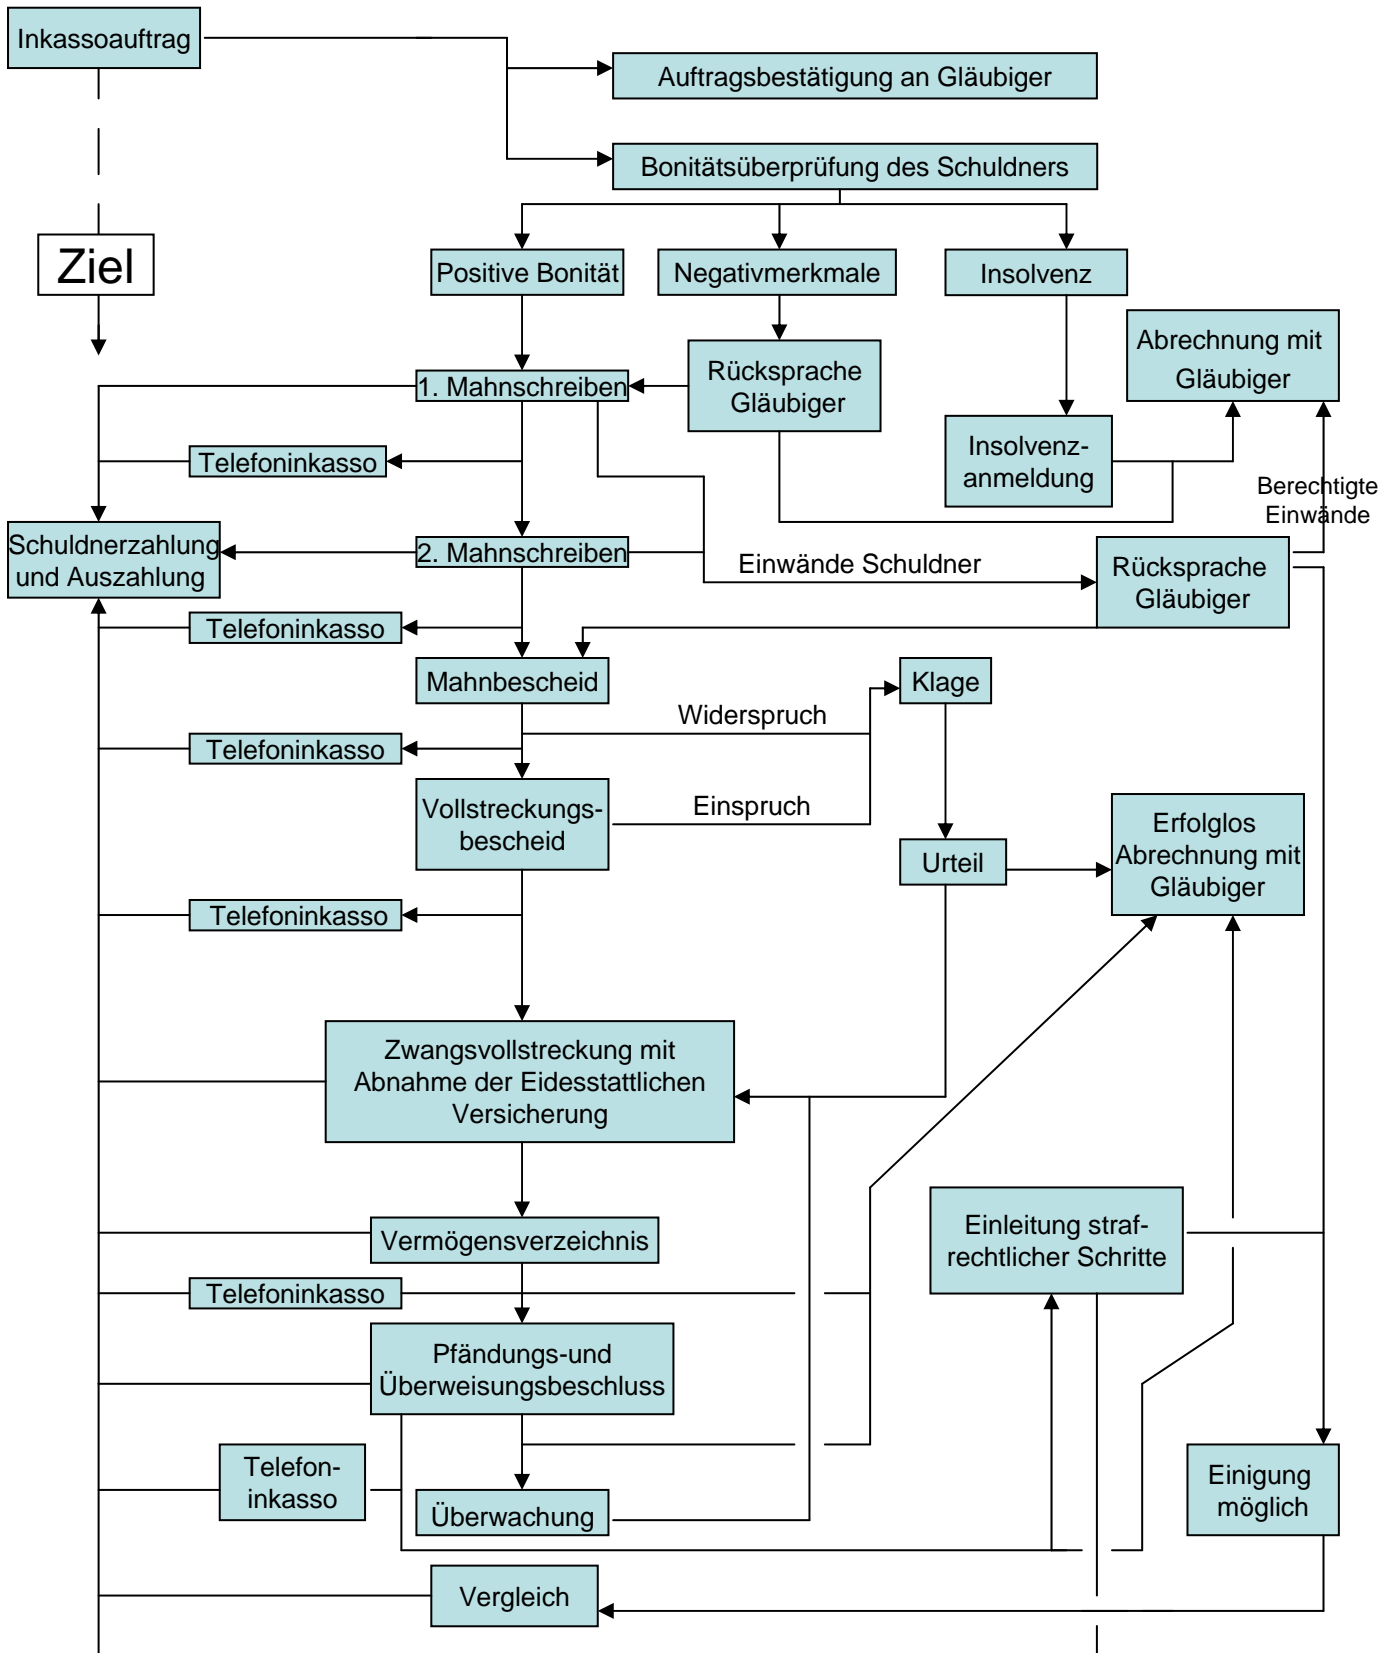 Inkassoauftrag
Auftragsbestätigung an Gläubiger
Bonitätsüberprüfung des Schuldners
Ziel
Positive Bonität
Negativmerkmale
Insolvenz
Abrechnung mit
Gläubiger
1. Mahnschreiben
Rücksprache
Gläubiger
Telefoninkasso
Insolvenz-
anmeldung
Berechtigte
Einwände
Schuldnerzahlung
und Auszahlung
2. Mahnschreiben
Einwände Schuldner
Rücksprache
Gläubiger
Telefoninkasso
Mahnbescheid
Klage
Widerspruch
Telefoninkasso
Vollstreckungs-
bescheid
Einspruch
Urteil
Erfolglos
Abrechnung mit
Gläubiger
Telefoninkasso
Zwangsvollstreckung mit
Abnahme der Eidesstattlichen
Versicherung
Vermögensverzeichnis
Einleitung straf-
rechtlicher Schritte
Telefoninkasso
Pfändungs-und
Überweisungsbeschluss
Telefon-
inkasso
Überwachung
Einigung
möglich
Vergleich